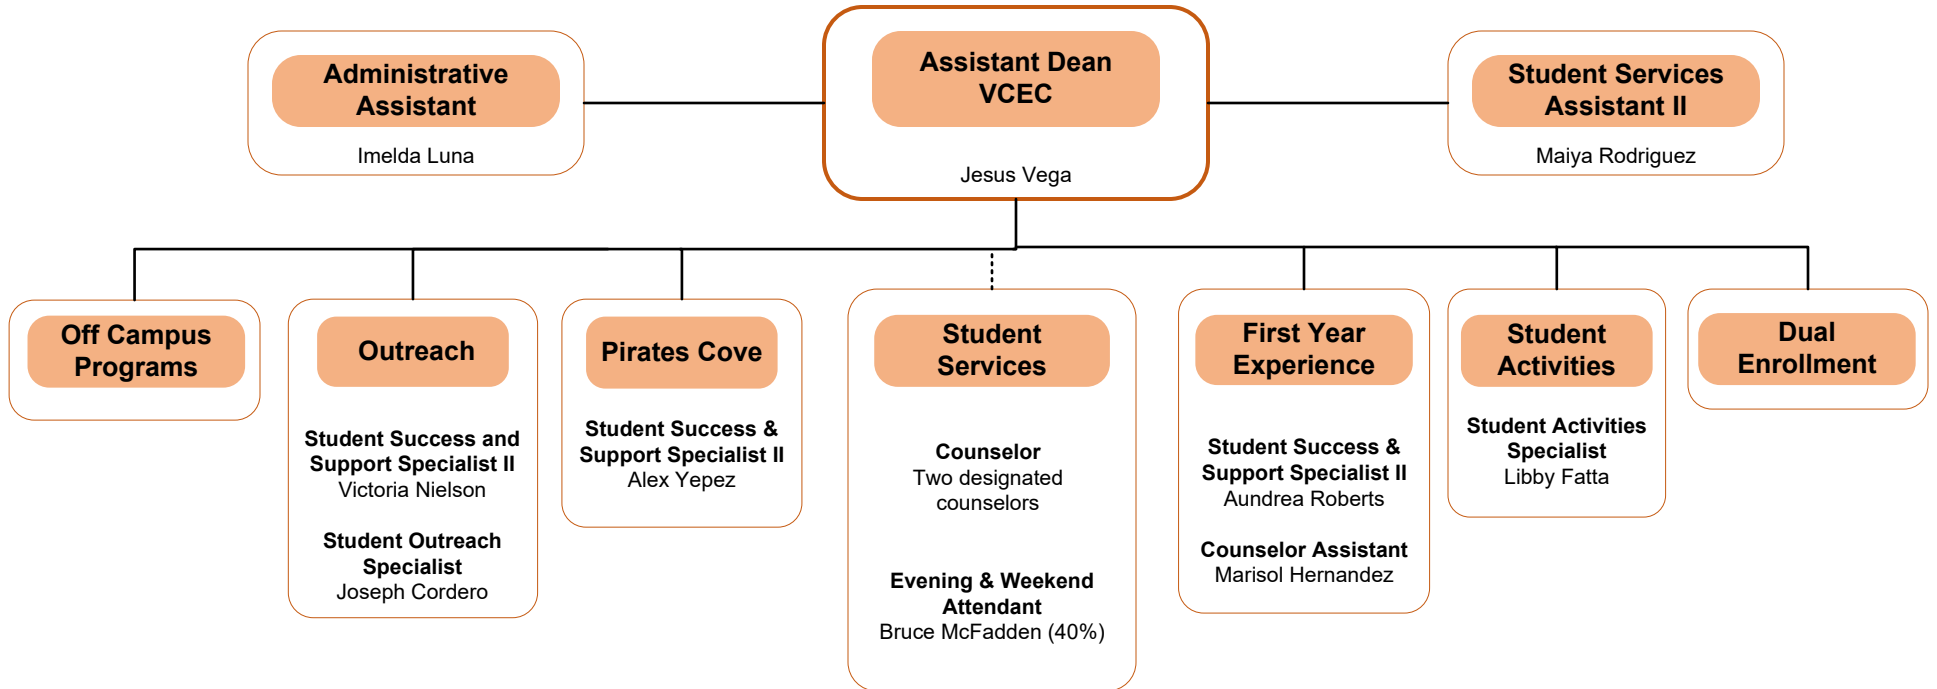 Administrative
Assistant
Imelda Luna
Assistant Dean
VCEC
Jesus Vega
Student Services
Assistant II
Maiya Rodriguez
Off Campus
Programs
Outreach
Student Success and
Support Specialist II
Victoria Nielson
Student Outreach
Specialist
Joseph Cordero
Pirates Cove
Student Success &
Support Specialist II
Alex Yepez
Student
Services
Counselor
Two designated
counselors
Evening & Weekend
Attendant
Bruce McFadden (40%)
First Year
Experience
Student Success &
Support Specialist II
Aundrea Roberts
Counselor Assistant
Marisol Hernandez
Student
Activities
Student Activities
Specialist
Libby Fatta
Dual
Enrollment